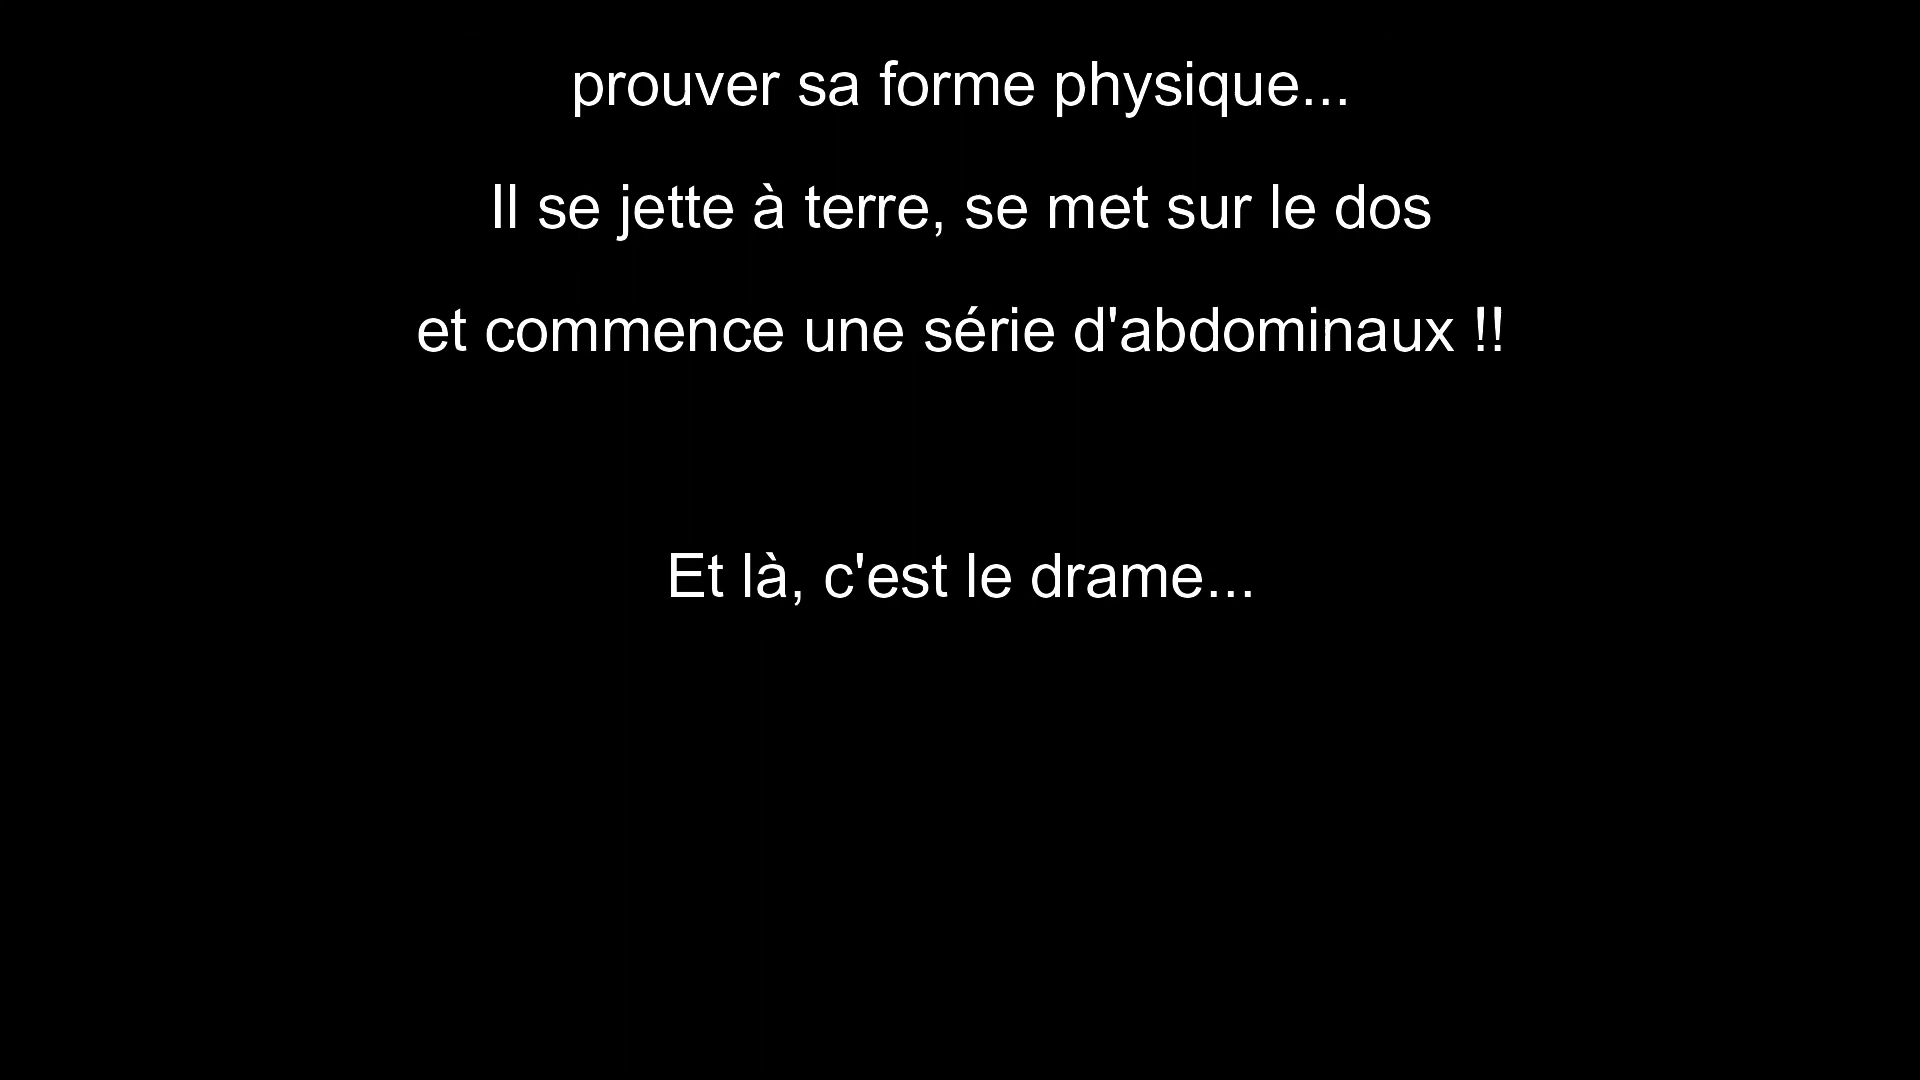 prouver sa forme physique...
Il se jette à terre, se met sur le dos
et commence une série d'abdominaux !!
Et là, c'est le drame...